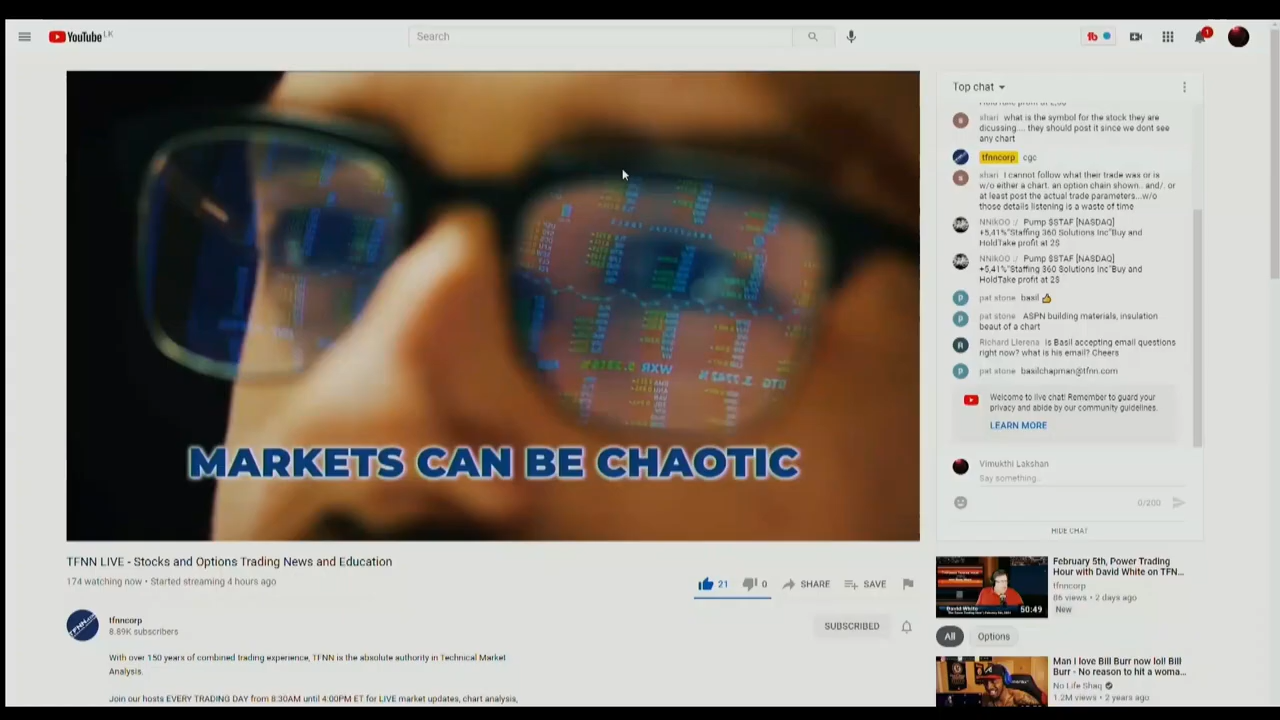 YouTube LK
Search
1
MARKETS CAN BE CHAOTIC
Top chat
shari what is the symbol for the stock they are
dicussing.... they should post it since we dont see
any chart
tfnncorp cgc
shari I cannot follow what their trade was or is
w/o either a chart. an option chain shown.. and/. or
at least post the actual trade parameters...w/o
those details listening is a waste of time
NNikOO :/ Pump $STAF [NASDAQ]
+5,41%"Staffing 360 Solutions Inc"Buy and
HoldTake profit at 2$
NNikOO :/ Pump $STAF [NASDAQ]
+5,41%"Staffing 360 Solutions Inc"Buy and
HoldTake profit at 2$
pat stone basil
pat stone ASPN building materials, insulation
beaut of a chart
Richard Llerena Is Basil accepting email questions
right now? what is his email? Cheers
pat stone basilchapman@tfnn.com
Welcome to live chat! Remember to guard your
privacy and abide by our community guidelines.
LEARN MORE
Vimukthi Lakshan
Say something...
0/200
HIDE CHAT
TFNN LIVE - Stocks and Options Trading News and Education
174 watching now • Started streaming 4 hours ago
21 0 SHARE SAVE
tfnncorp
8.89K subscribers
SUBSCRIBED
With over 150 years of combined trading experience, TFNN is the absolute authority in Technical Market
Analysis.
Join our hosts EVERY TRADING DAY from 8:30AM until 4:00PM ET for LIVE market updates, chart analysis,
February 5th, Power Trading
Hour with David White on TFN...
tfnncorp
86 views • 2 days ago
New
David White
50:49
All Options
Man I love Bill Burr now lol! Bill
Burr - No reason to hit a woma...
No Life Shaq
1.2M views • 2 years ago